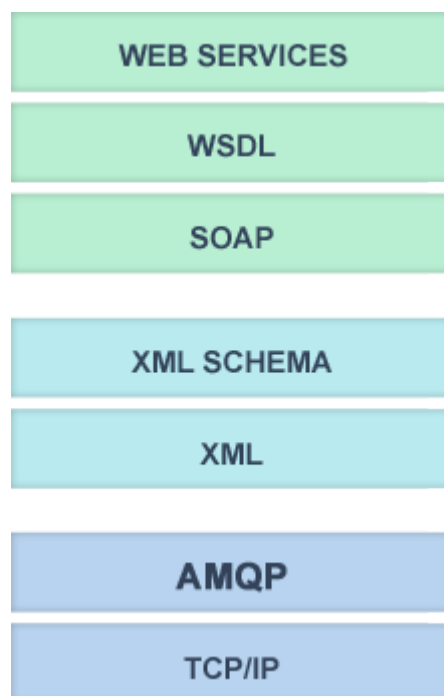 WEB SERVICES
WSDL
SOAP
XML SCHEMA
XML
AMQP
TCP/IP